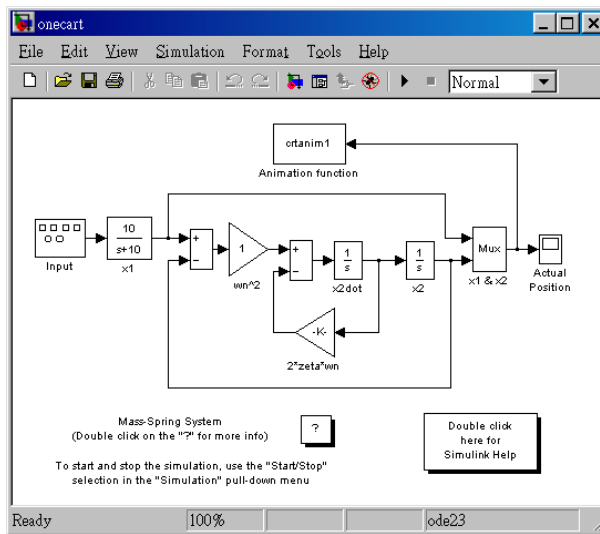 onecart
File Edit View Simulation Format Tools Help
Normal
crtanim1
Animation function
Input
10
s+10
x1
+
−
1
wn^2
+
−
1
s
x2dot
1
s
x2
Mux
x1 & x2
Actual
Position
-K-
2*zeta*wn
Mass-Spring System
(Double click on the "?" for more info)
?
Double click
here for
Simulink Help
To start and stop the simulation, use the "Start/Stop"
selection in the "Simulation" pull-down menu
Ready 100% ode23